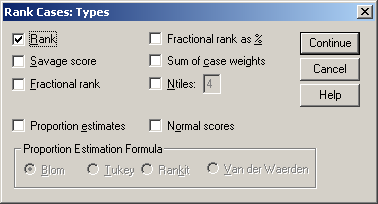 Rank Cases: Types
Rank
Fractional rank as %
Continue
Savage score
Sum of case weights
Cancel
Fractional rank
Ntiles: 4
Help
Proportion estimates
Normal scores
Proportion Estimation Formula
Blom
Tukey
Rankit
Van der Waerden